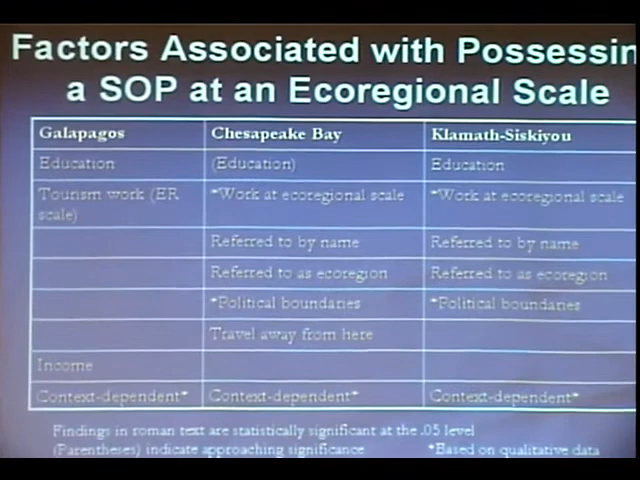 Factors Associated with Possessin
a SOP at an Ecoregional Scale
Galapagos Chesapeake Bay Klamath-Siskiyou
Education (Education) Education
Tourism work (ER *Work at ecoregional scale *Work at ecoregional scale
scale)
Referred to by name Referred to by name
Referred to as ecoregion Referred to as ecoregion
*Political boundaries *Political boundaries
Travel away from here
Income
Context-dependent* Context-dependent* Context-dependent*
Findings in roman text are statistically significant at the .05 level
(Parentheses) indicate approaching significance *Based on qualitative data